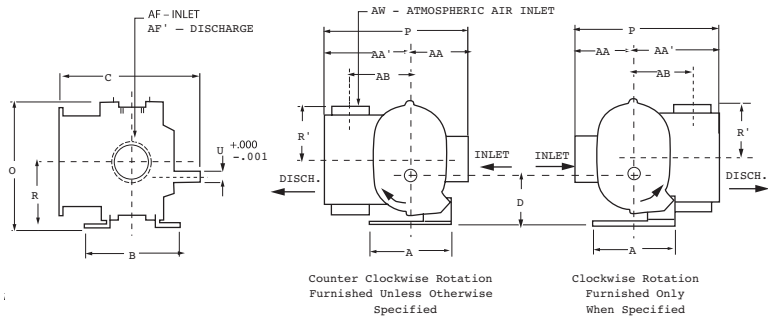 AF – INLET
AF' – DISCHARGE
AW - ATMOSPHERIC AIR INLET
C
O
R
B
U +.000
-.001
P
AA' AA
AB
R'
INLET
DISCH.
D
A
Counter Clockwise Rotation
Furnished Unless Otherwise
Specified
P
AA AA'
AB
R'
INLET
DISCH.
A
Clockwise Rotation
Furnished Only
When Specified